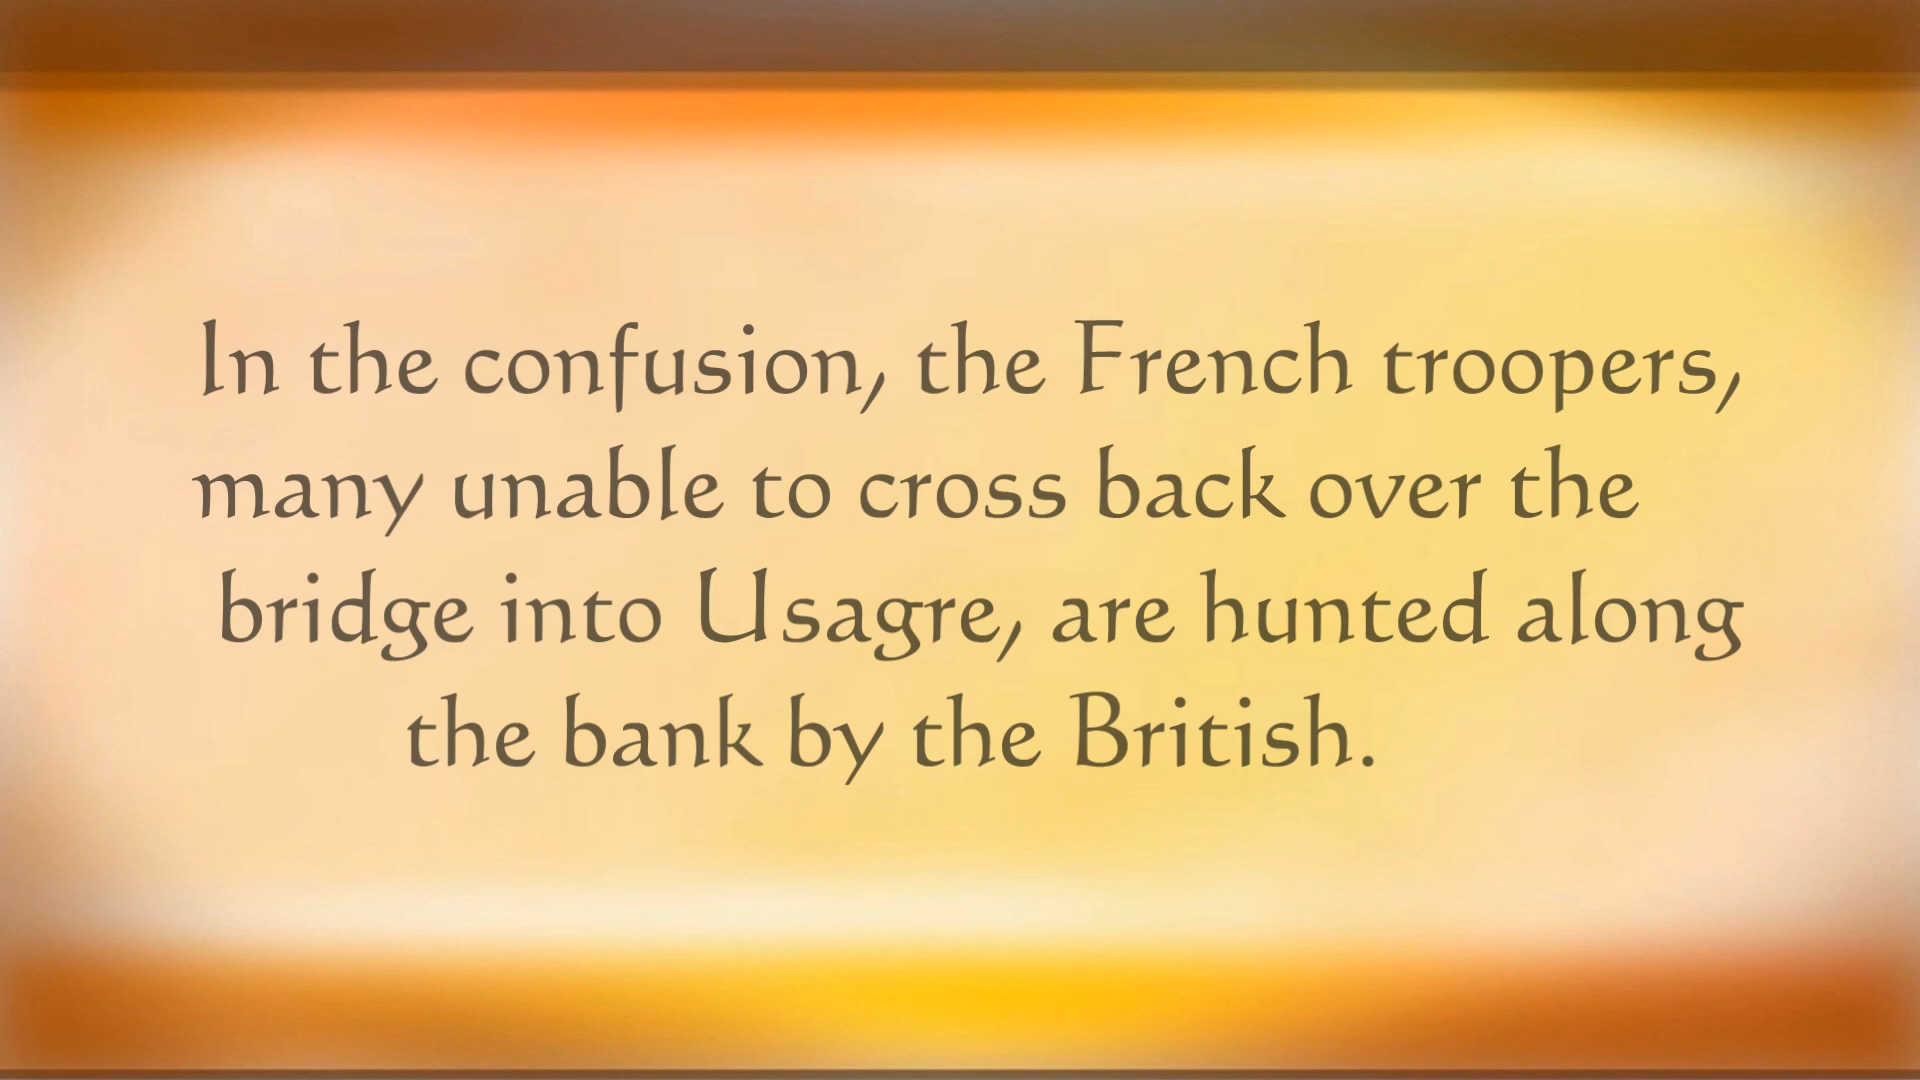 In the confusion, the French troopers,
many unable to cross back over the
bridge into Usagre, are hunted along
the bank by the British.